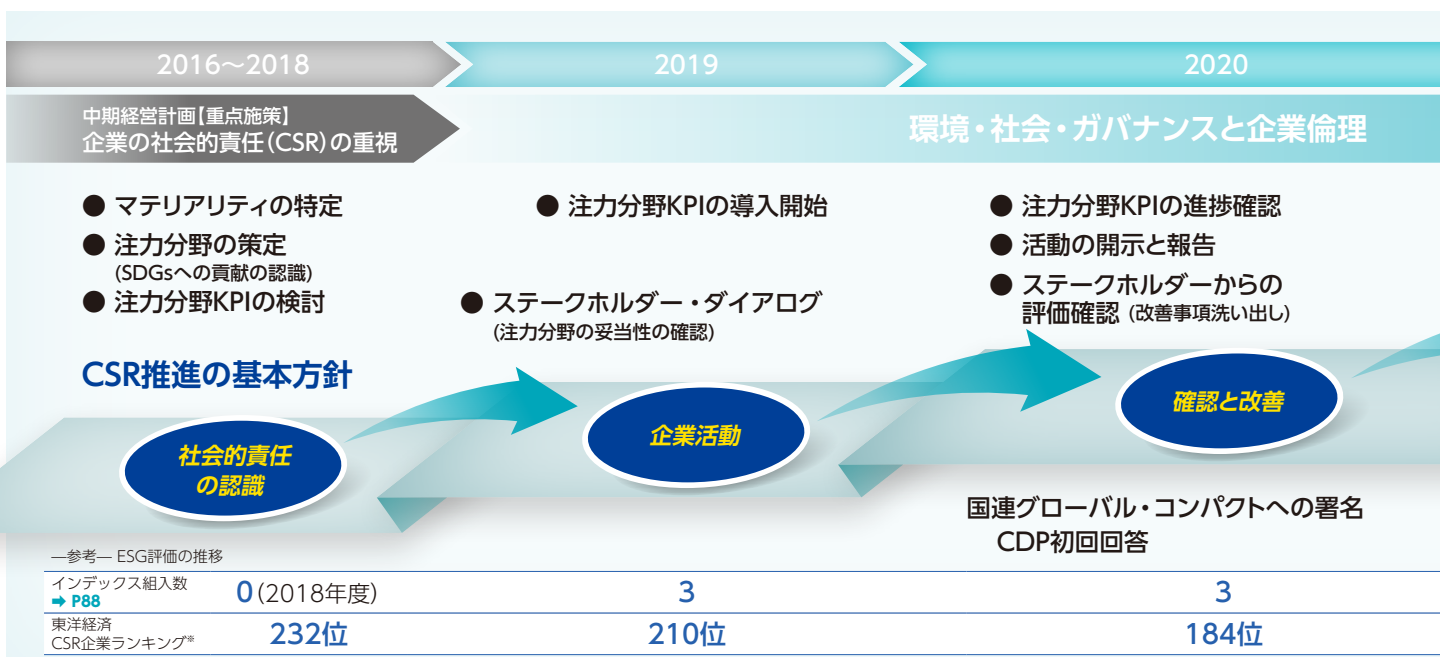 2016～2018
2019
2020
中期経営計画【重点施策】
企業の社会的責任（CSR）の重視
環境・社会・ガバナンスと企業倫理
● マテリアリティの特定
● 注力分野の策定
(SDGsへの貢献の認識)
● 注力分野KPIの検討
● 注力分野KPIの導入開始
● ステークホルダー・ダイアログ
(注力分野の妥当性の確認)
● 注力分野KPIの進捗確認
● 活動の開示と報告
● ステークホルダーからの
評価確認（改善事項洗い出し）
CSR推進の基本方針
社会的責任
の認識
企業活動
確認と改善
国連グローバル・コンパクトへの署名
CDP初回回答
―参考― ESG評価の推移
インデックス組入数
➡ P88
0（2018年度） 3 3
東洋経済
CSR企業ランキング※
232位 210位 184位